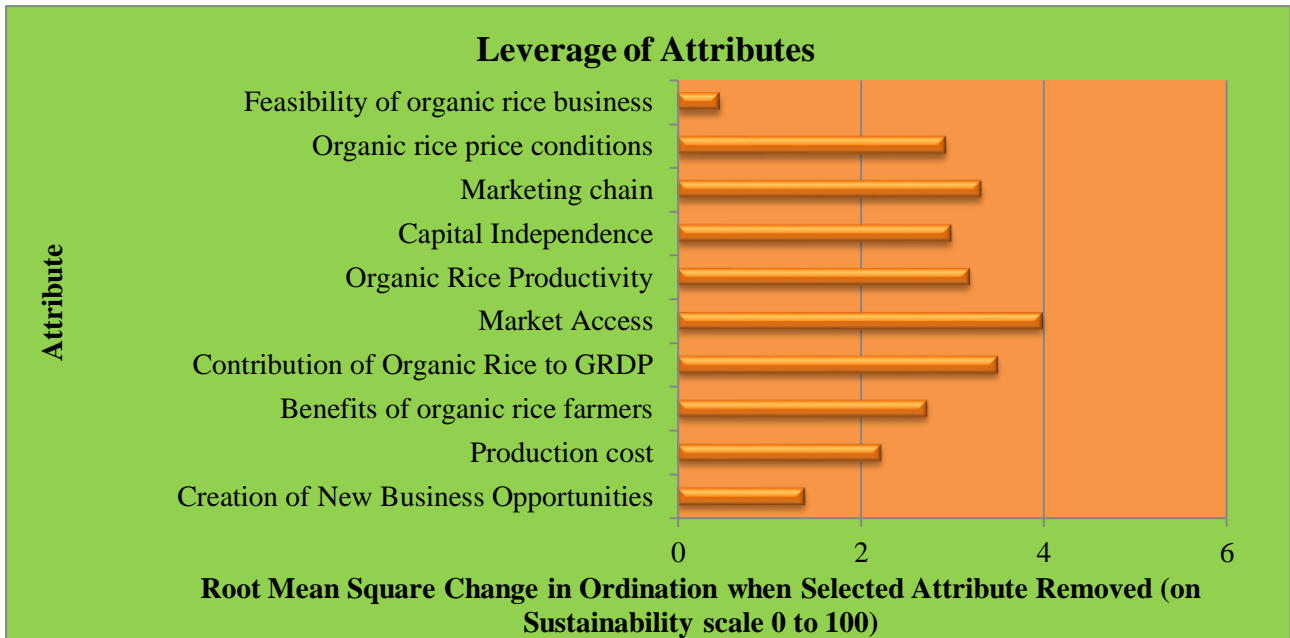 Leverage of Attributes
Feasibility of organic rice business
Organic rice price conditions
Marketing chain
Capital Independence
Organic Rice Productivity
Market Access
Contribution of Organic Rice to GRDP
Benefits of organic rice farmers
Production cost
Creation of New Business Opportunities
Attribute
0 2 4 6
Root Mean Square Change in Ordination when Selected Attribute Removed (on
Sustainability scale 0 to 100)